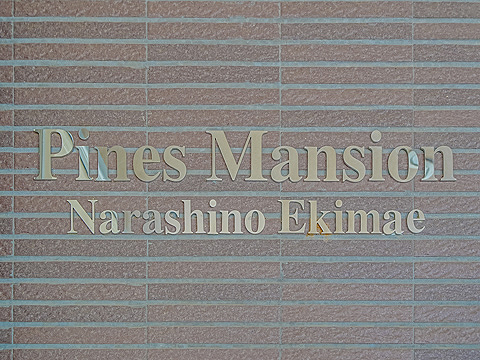 Pines Mansion
Narashino Ekimae